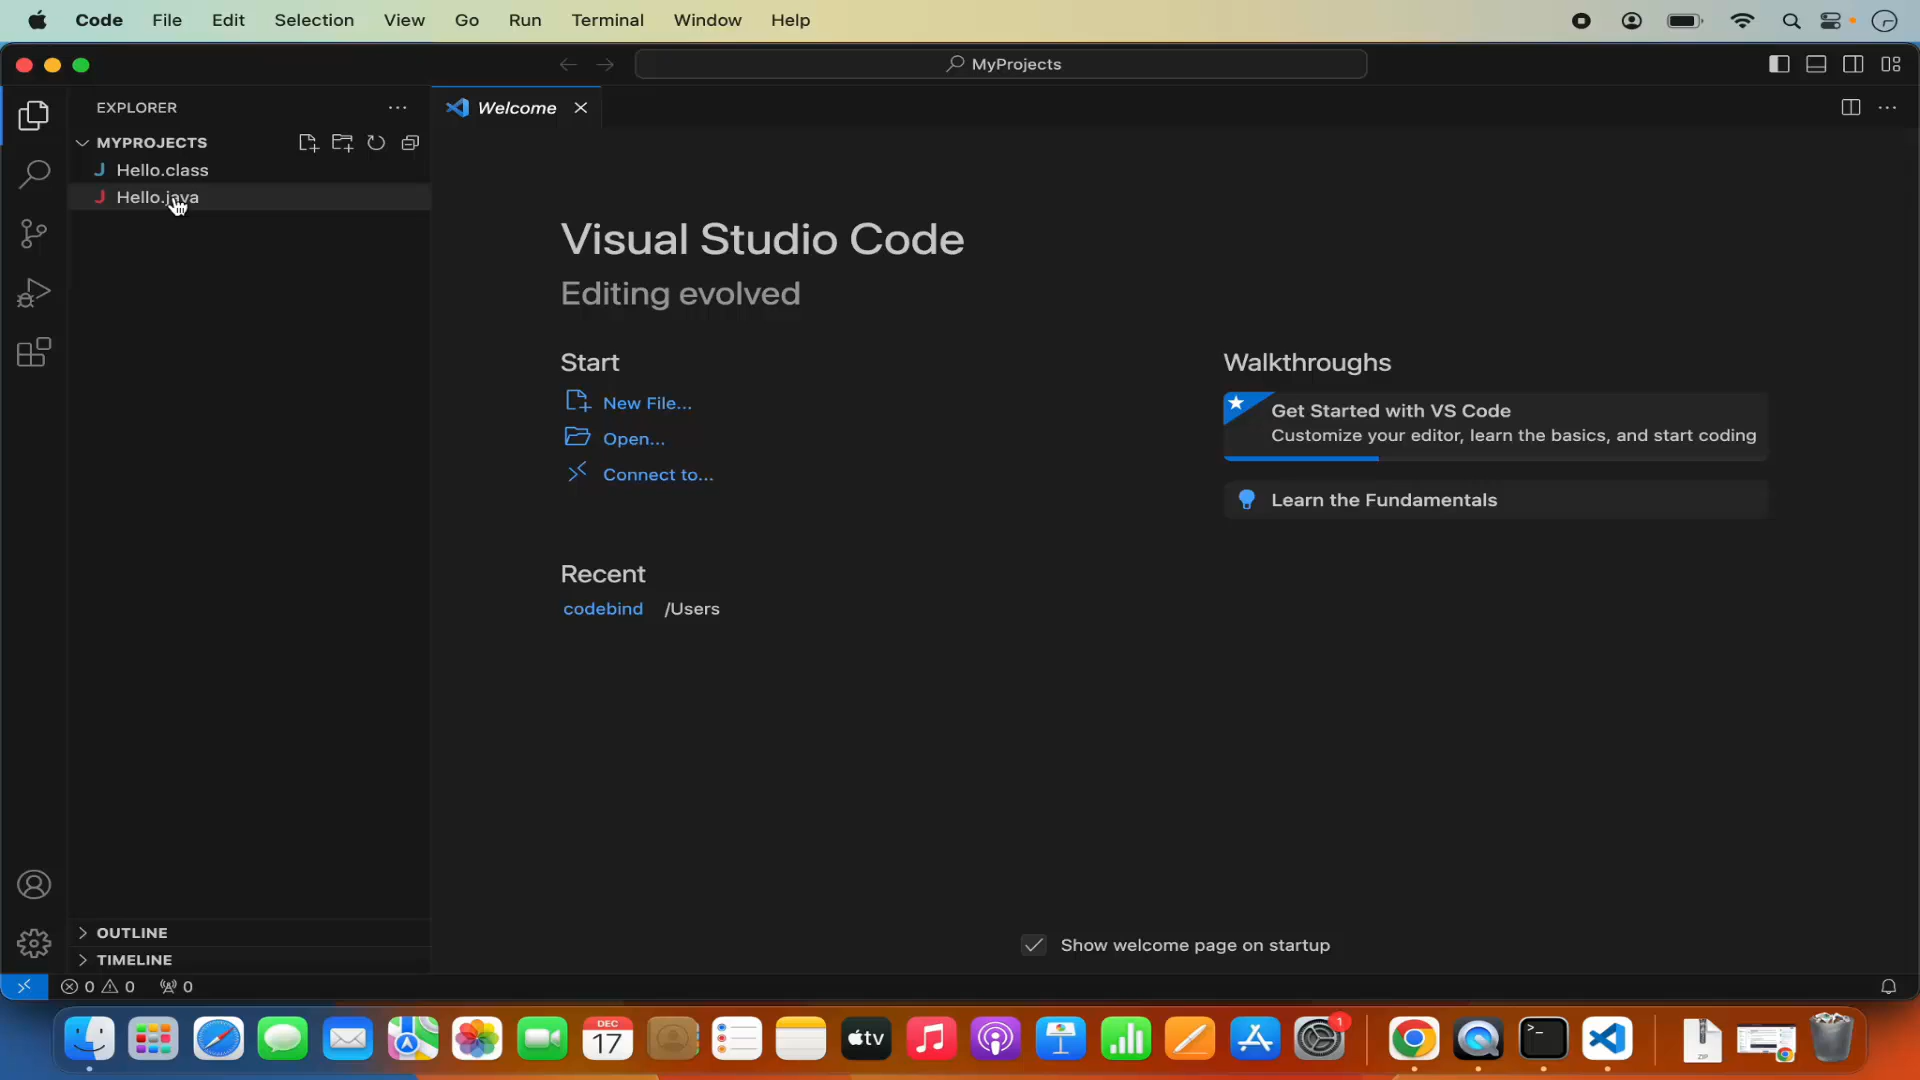 Code File Edit Selection View Go Run Terminal Window Help
MyProjects
EXPLORER
Welcome
MYPROJECTS
Hello.class
Hello.java
Visual Studio Code
Editing evolved
Start
New File...
Open...
Connect to...
Walkthroughs
Get Started with VS Code
Customize your editor, learn the basics, and start coding
Learn the Fundamentals
Recent
codebind /Users
OUTLINE
Show welcome page on startup
TIMELINE
0 0 0
DEC
17
tv
1
ZIP